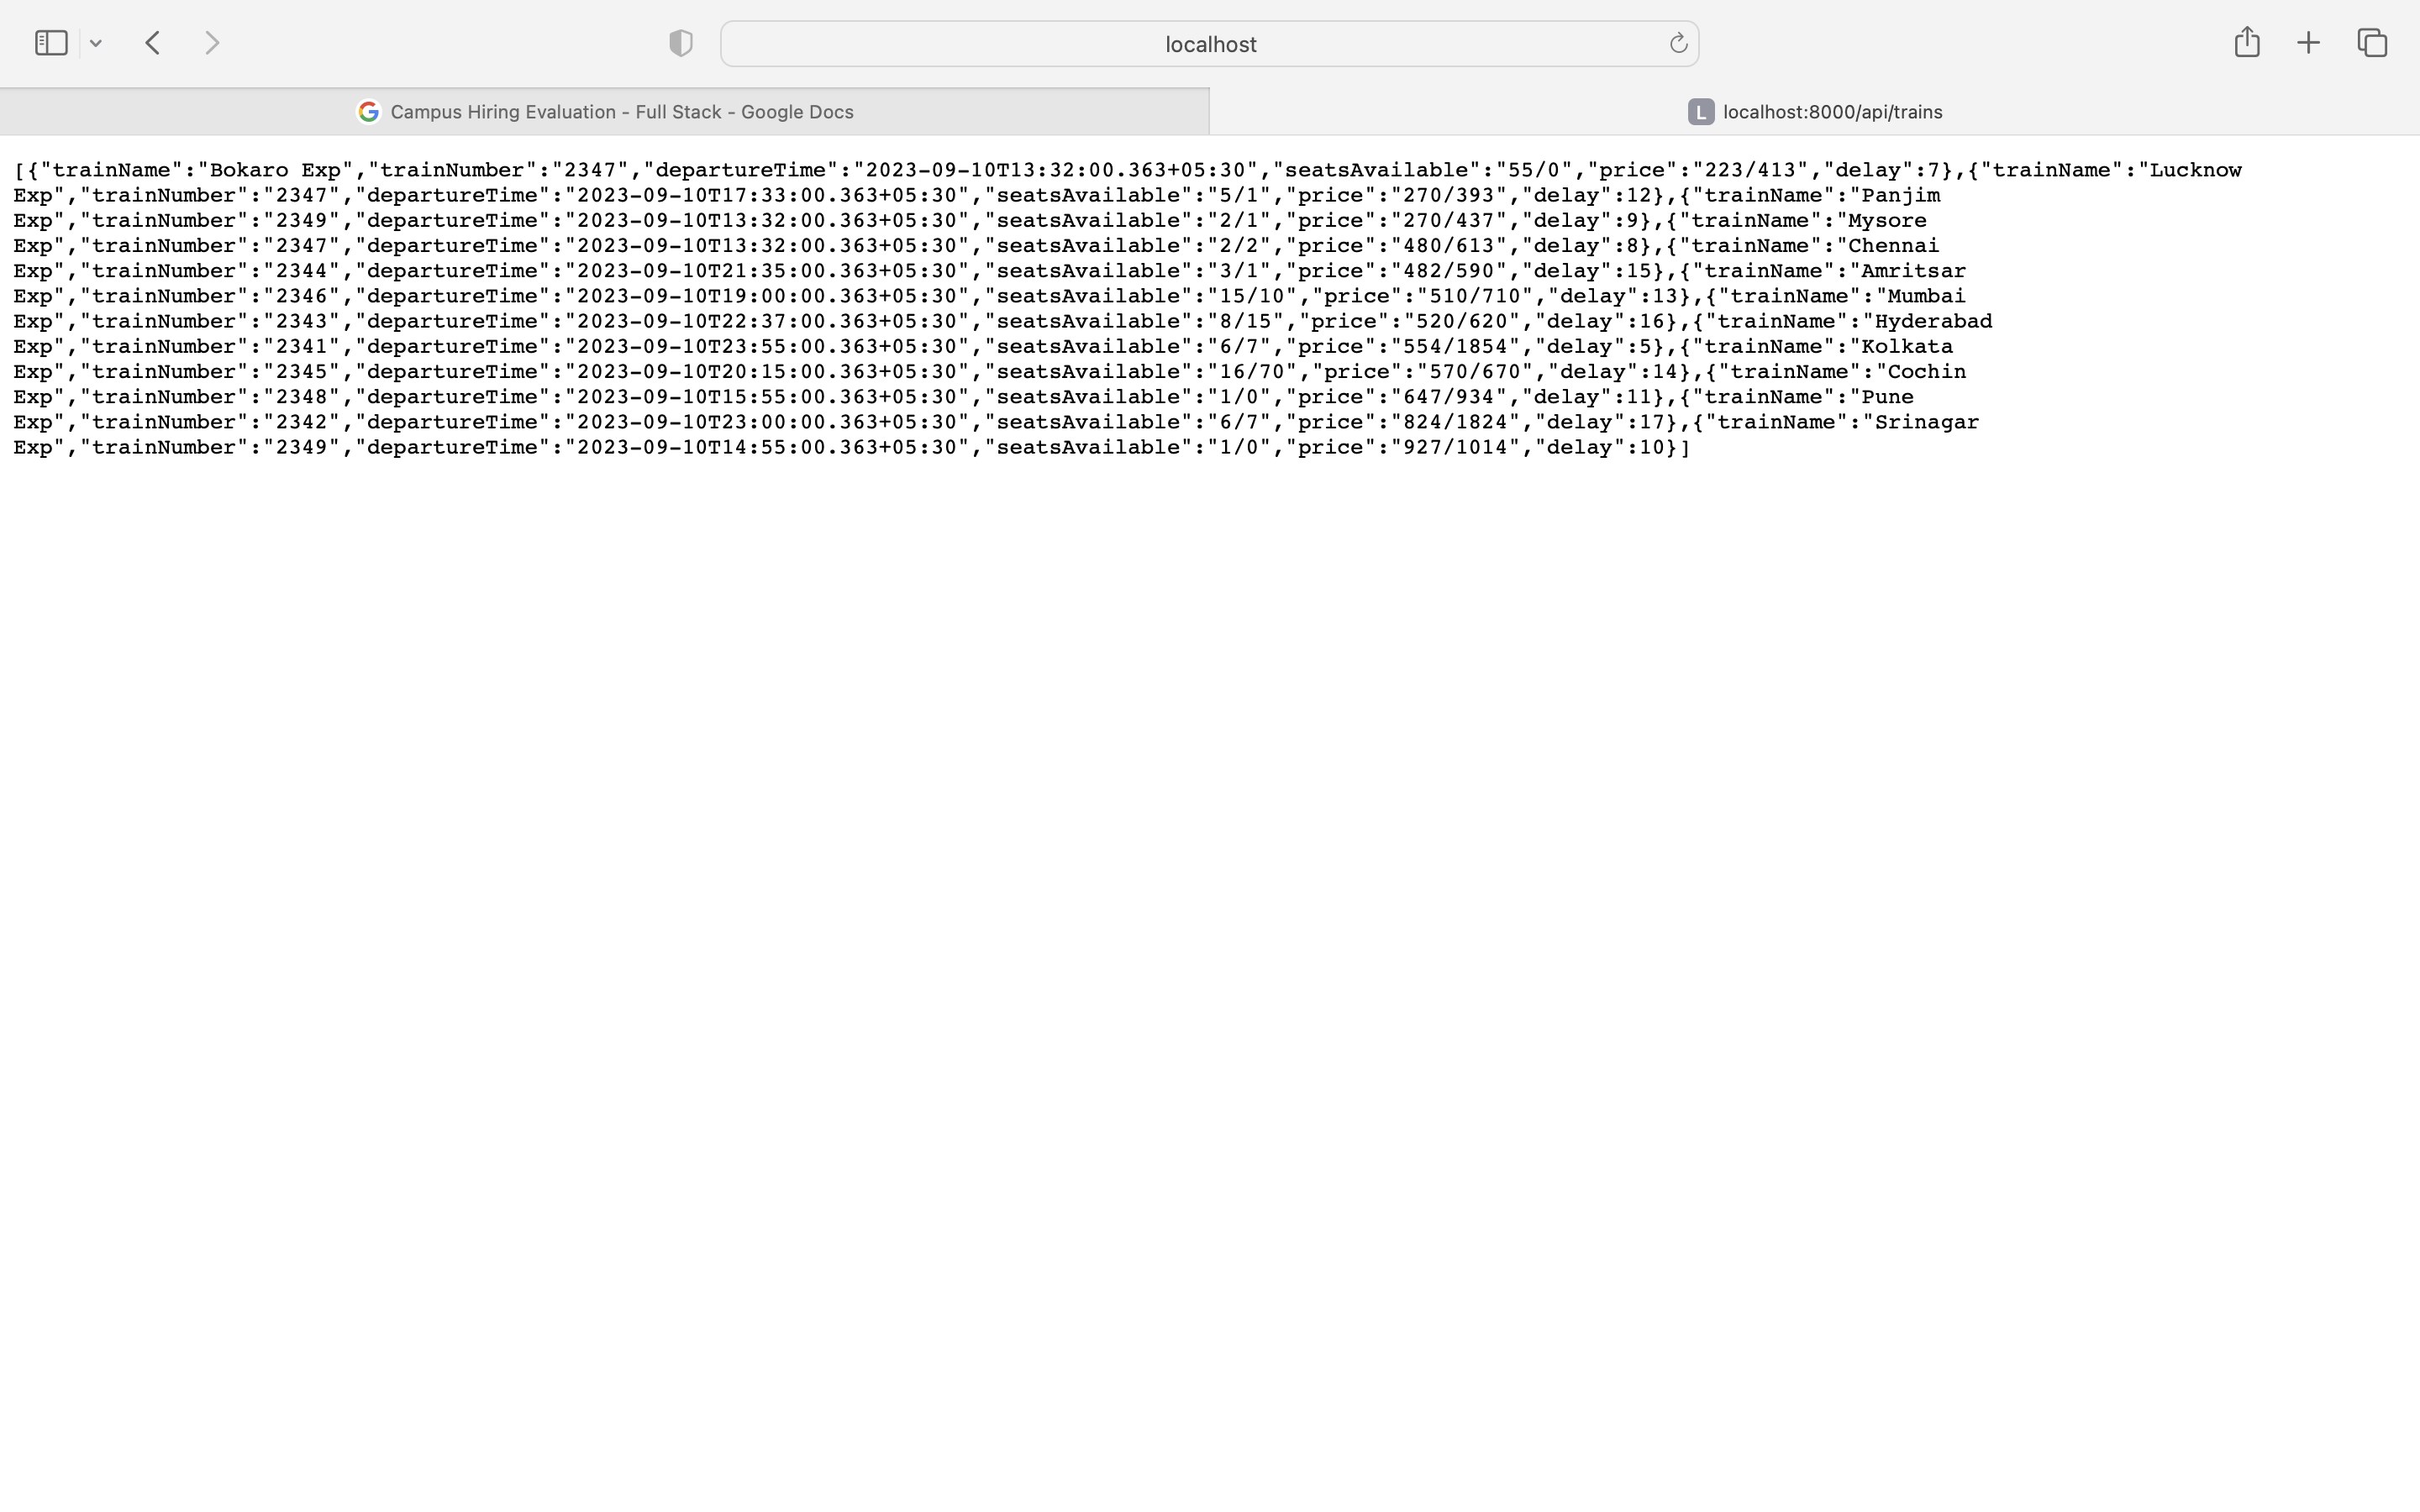 localhost
Campus Hiring Evaluation - Full Stack - Google Docs
L localhost:8000/api/trains
[{"trainName":"Bokaro Exp","trainNumber":"2347","departureTime":"2023-09-10T13:32:00.363+05:30","seatsAvailable":"55/0","price":"223/413","delay":7},{"trainName":"Lucknow
Exp","trainNumber":"2347","departureTime":"2023-09-10T17:33:00.363+05:30","seatsAvailable":"5/1","price":"270/393","delay":12},{"trainName":"Panjim
Exp","trainNumber":"2349","departureTime":"2023-09-10T13:32:00.363+05:30","seatsAvailable":"2/1","price":"270/437","delay":9},{"trainName":"Mysore
Exp","trainNumber":"2347","departureTime":"2023-09-10T13:32:00.363+05:30","seatsAvailable":"2/2","price":"480/613","delay":8},{"trainName":"Chennai
Exp","trainNumber":"2344","departureTime":"2023-09-10T21:35:00.363+05:30","seatsAvailable":"3/1","price":"482/590","delay":15},{"trainName":"Amritsar
Exp","trainNumber":"2346","departureTime":"2023-09-10T19:00:00.363+05:30","seatsAvailable":"15/10","price":"510/710","delay":13},{"trainName":"Mumbai
Exp","trainNumber":"2343","departureTime":"2023-09-10T22:37:00.363+05:30","seatsAvailable":"8/15","price":"520/620","delay":16},{"trainName":"Hyderabad
Exp","trainNumber":"2341","departureTime":"2023-09-10T23:55:00.363+05:30","seatsAvailable":"6/7","price":"554/1854","delay":5},{"trainName":"Kolkata
Exp","trainNumber":"2345","departureTime":"2023-09-10T20:15:00.363+05:30","seatsAvailable":"16/70","price":"570/670","delay":14},{"trainName":"Cochin
Exp","trainNumber":"2348","departureTime":"2023-09-10T15:55:00.363+05:30","seatsAvailable":"1/0","price":"647/934","delay":11},{"trainName":"Pune
Exp","trainNumber":"2342","departureTime":"2023-09-10T23:00:00.363+05:30","seatsAvailable":"6/7","price":"824/1824","delay":17},{"trainName":"Srinagar
Exp","trainNumber":"2349","departureTime":"2023-09-10T14:55:00.363+05:30","seatsAvailable":"1/0","price":"927/1014","delay":10}]